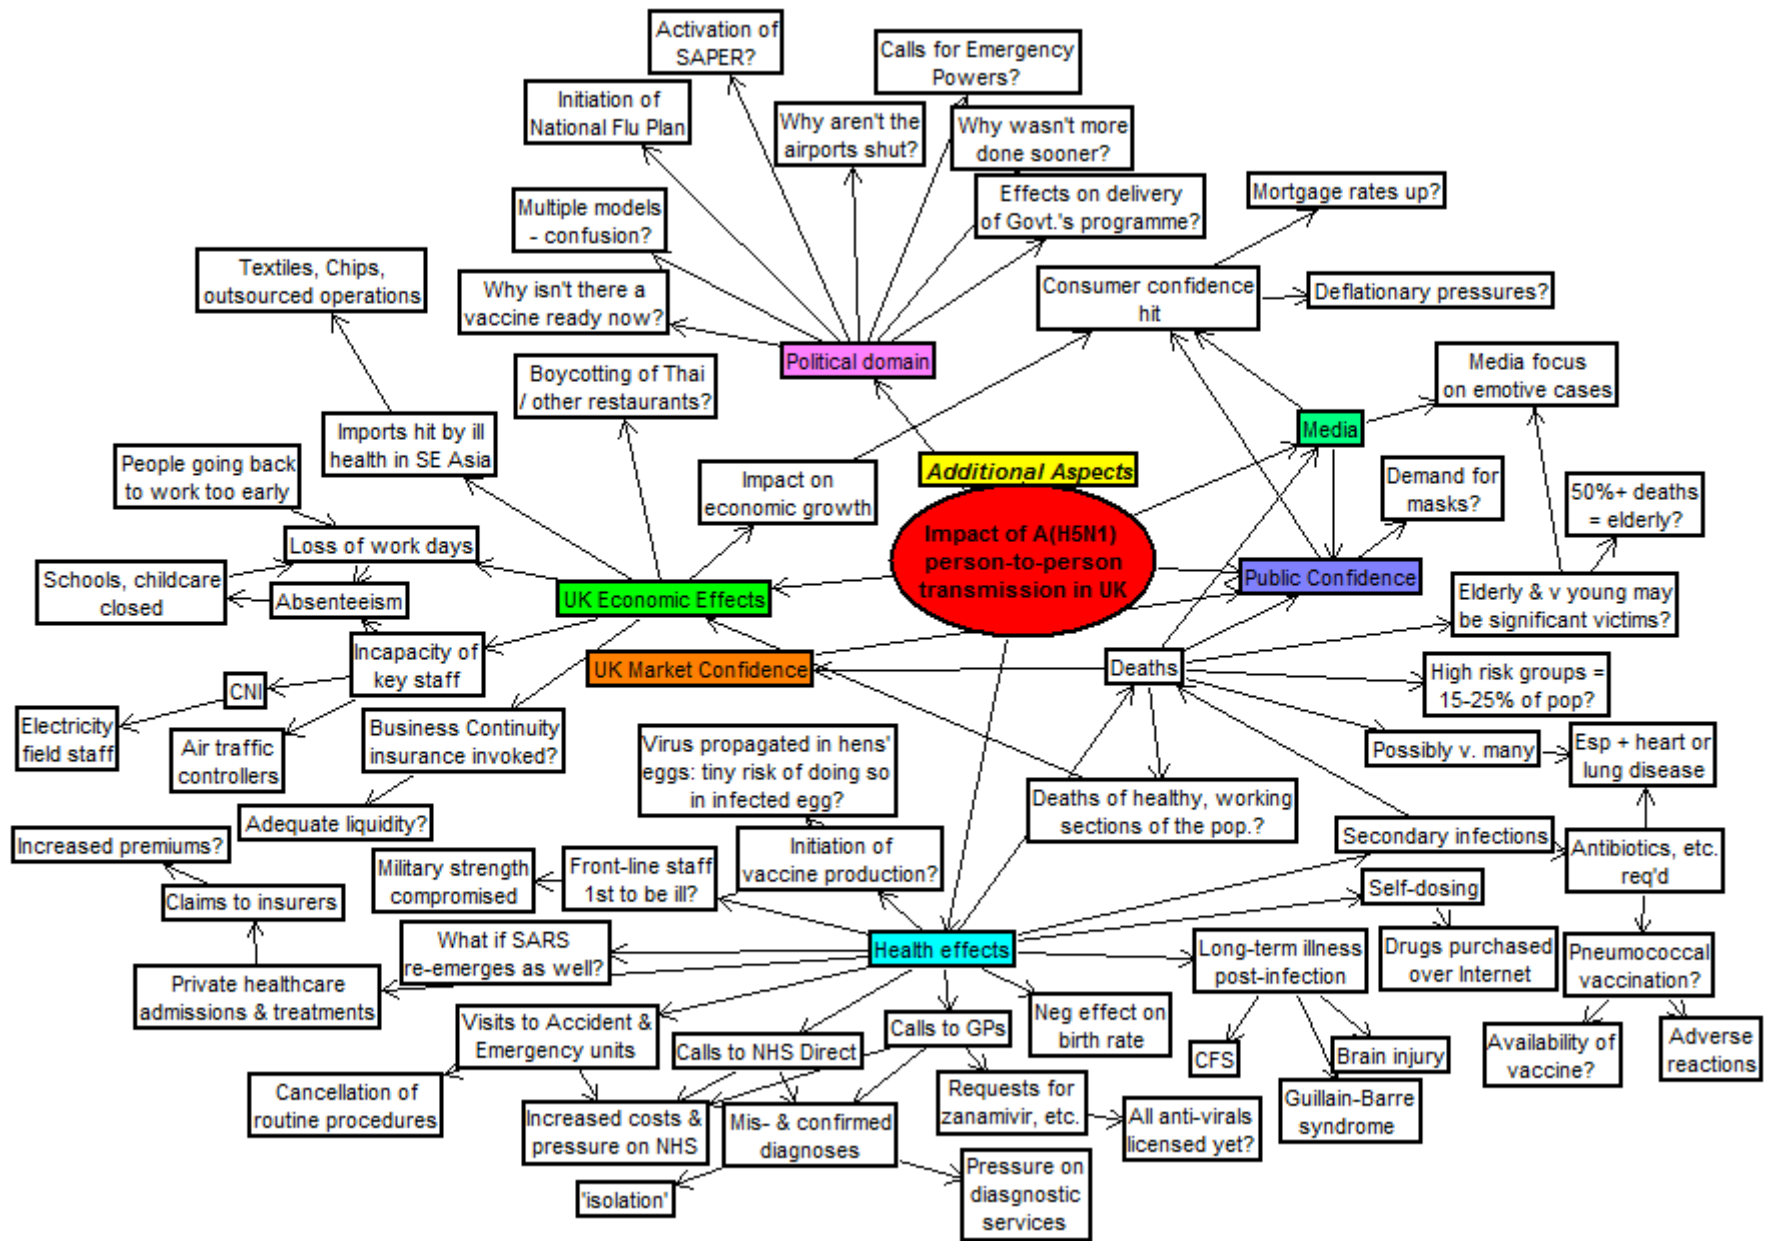 Activation of
SAPER?
Calls for Emergency
Powers?
Initiation of
National Flu Plan
Why aren't the
airports shut?
Why wasn't more
done sooner?
Effects on delivery
of Govt.'s programme?
Mortgage rates up?
Multiple models
- confusion?
Textiles, Chips,
outsourced operations
Why isn't there a
vaccine ready now?
Consumer confidence
hit
Deflationary pressures?
Political domain
Boycotting of Thai
/ other restaurants?
Media focus
on emotive cases
Imports hit by ill
health in SE Asia
Media
People going back
to work too early
Impact on
economic growth
Additional Aspects
Demand for
masks?
50%+ deaths
= elderly?
Impact of A(H5N1)
person-to-person
transmission in UK
Loss of work days
Schools, childcare
closed
Absenteeism
UK Economic Effects
Public Confidence
Elderly & v young may
be significant victims?
Incapacity of
key staff
UK Market Confidence
Deaths
High risk groups =
15-25% of pop?
CNI
Electricity
field staff
Air traffic
controllers
Business Continuity
insurance invoked?
Virus propagated in hens'
eggs: tiny risk of doing so
in infected egg?
Possibly v. many
Esp + heart or
lung disease
Deaths of healthy, working
sections of the pop.?
Adequate liquidity?
Increased premiums?
Secondary infections
Initiation of
vaccine production?
Military strength
compromised
Front-line staff
1st to be ill?
Antibiotics, etc.
req'd
Self-dosing
Claims to insurers
What if SARS
re-emerges as well?
Health effects
Long-term illness
post-infection
Drugs purchased
over Internet
Pneumococcal
vaccination?
Private healthcare
admissions & treatments
Visits to Accident &
Emergency units
Calls to NHS Direct
Calls to GPs
Neg effect on
birth rate
CFS
Brain injury
Availability of
vaccine?
Adverse
reactions
Cancellation of
routine procedures
Increased costs &
pressure on NHS
Mis- & confirmed
diagnoses
Requests for
zanamivir, etc.
All anti-virals
licensed yet?
Guillain-Barre
syndrome
'isolation'
Pressure on
diasgnostic
services